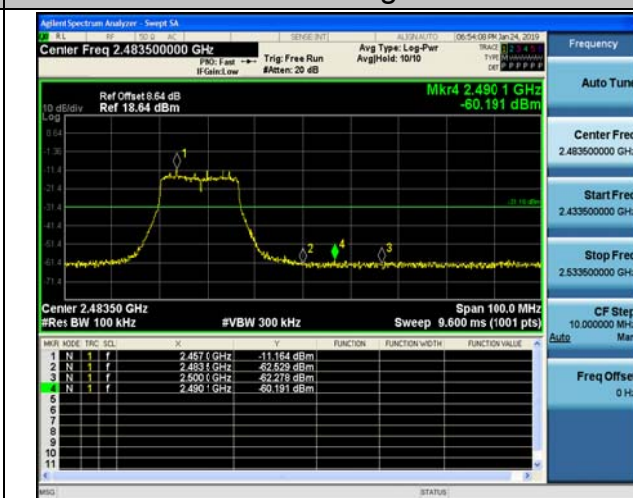 Agilent Spectrum Analyzer - Swept SA
RL RF 50 Ω AC SENSE:INT ALIGNAUTO 06:54:08 PM Jan 24, 2019
Center Freq 2.483500000 GHz
PNO: Fast Trig: Free Run Avg Type: Log-Pwr TRACE 1 2 3 4 5 6
IFGain:Low #Atten: 20 dB Avg|Hold: 10/10 TYPE
DET P P P P P P
Ref Offset 8.64 dB Mkr4 2.490 1 GHz
10 dB/div Ref 18.64 dBm -60.191 dBm
Log
8.64
-1.36
-11.4
-21.4
-31.4
-41.4
-51.4
-61.4
-71.4
1
2
4
3
Center 2.48350 GHz Span 100.0 MHz
#Res BW 100 kHz #VBW 300 kHz Sweep 9.600 ms (1001 pts)
MKR MODE TRC SCL X Y FUNCTION FUNCTION WIDTH FUNCTION VALUE
1 N 1 f 2.457 0 GHz -11.164 dBm
2 N 1 f 2.483 5 GHz -62.529 dBm
3 N 1 f 2.500 0 GHz -62.278 dBm
4 N 1 f 2.490 1 GHz -60.191 dBm
5
6
7
8
9
10
11
MSG STATUS
Frequency
Auto Tune
Center Freq
2.483500000 GHz
Start Freq
2.433500000 GHz
Stop Freq
2.533500000 GHz
CF Step
10.000000 MHz
Auto Man
Freq Offset
0 Hz